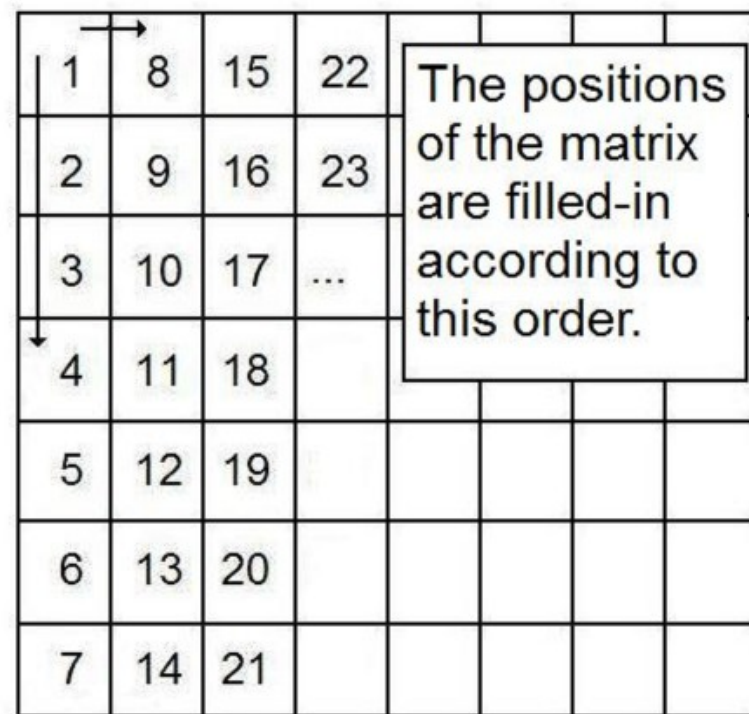 1 8 15 22
2 9 16 23
3 10 17 ...
4 11 18
5 12 19
6 13 20
7 14 21
The positions
of the matrix
are filled-in
according to
this order.